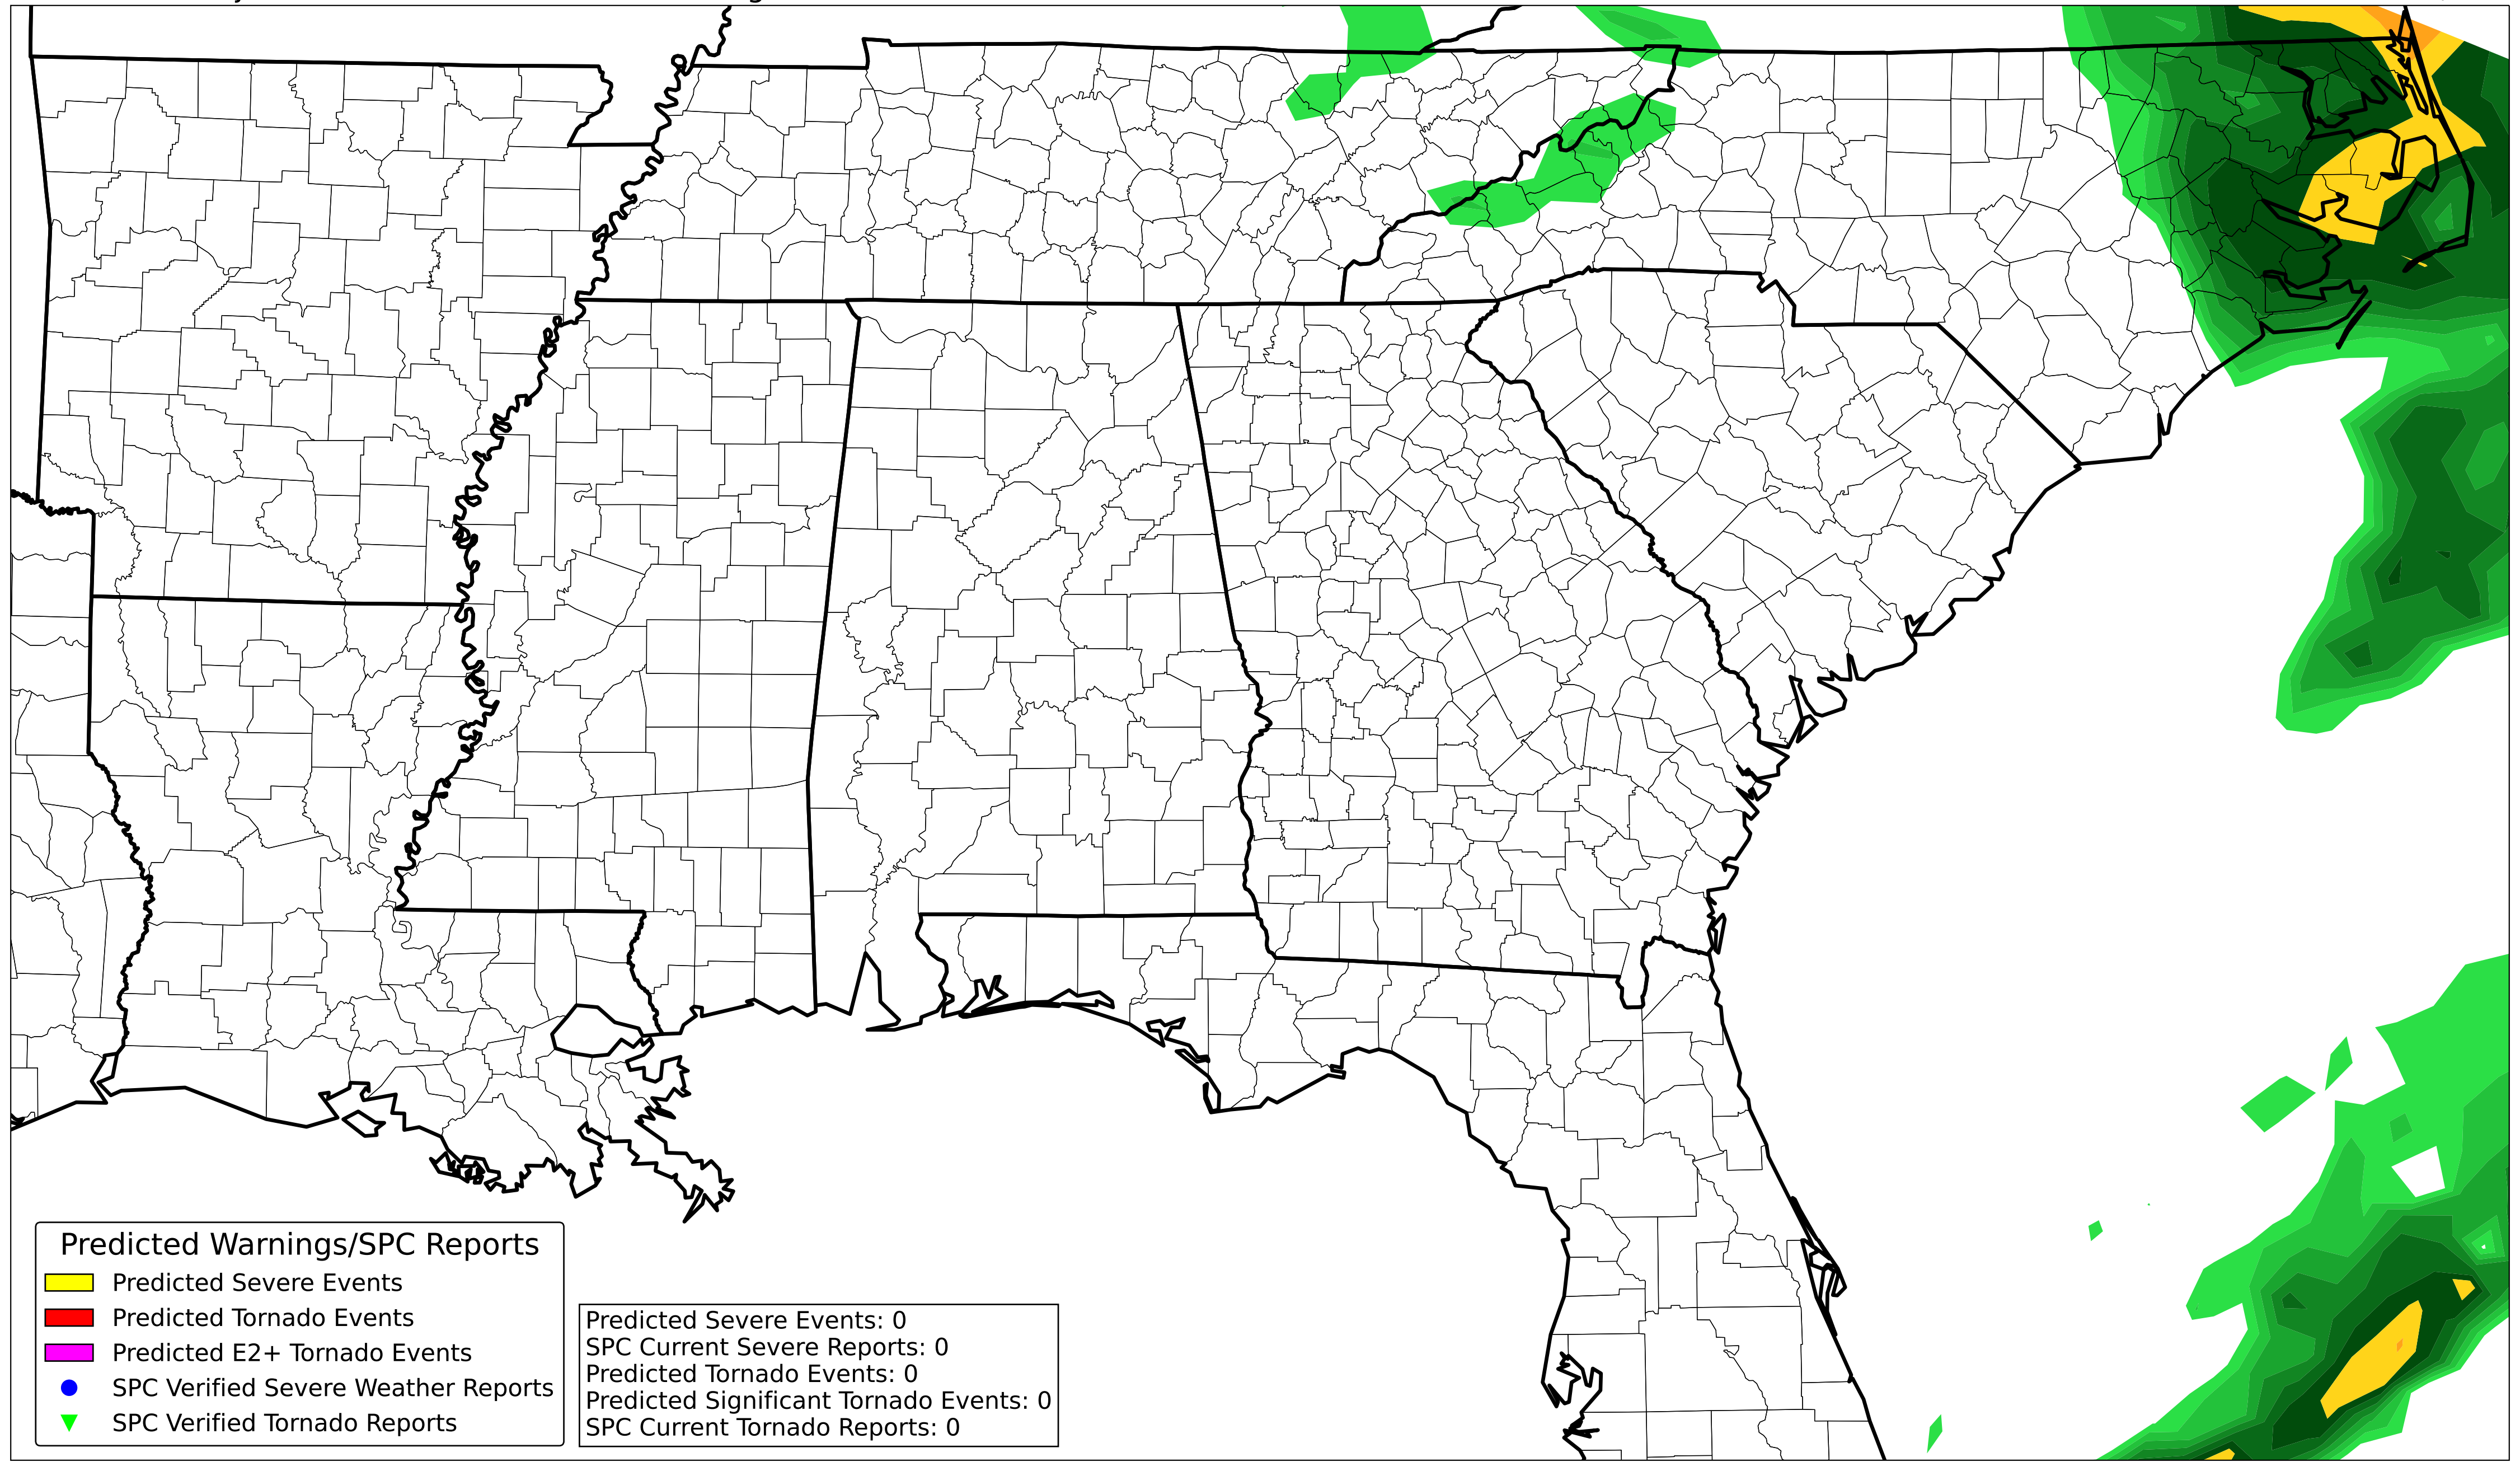 Predicted Warnings/SPC Reports
Predicted Severe Events
Predicted Tornado Events
Predicted E2+ Tornado Events
SPC Verified Severe Weather Reports
SPC Verified Tornado Reports
Predicted Severe Events: 0
SPC Current Severe Reports: 0
Predicted Tornado Events: 0
Predicted Significant Tornado Events: 0
SPC Current Tornado Reports: 0